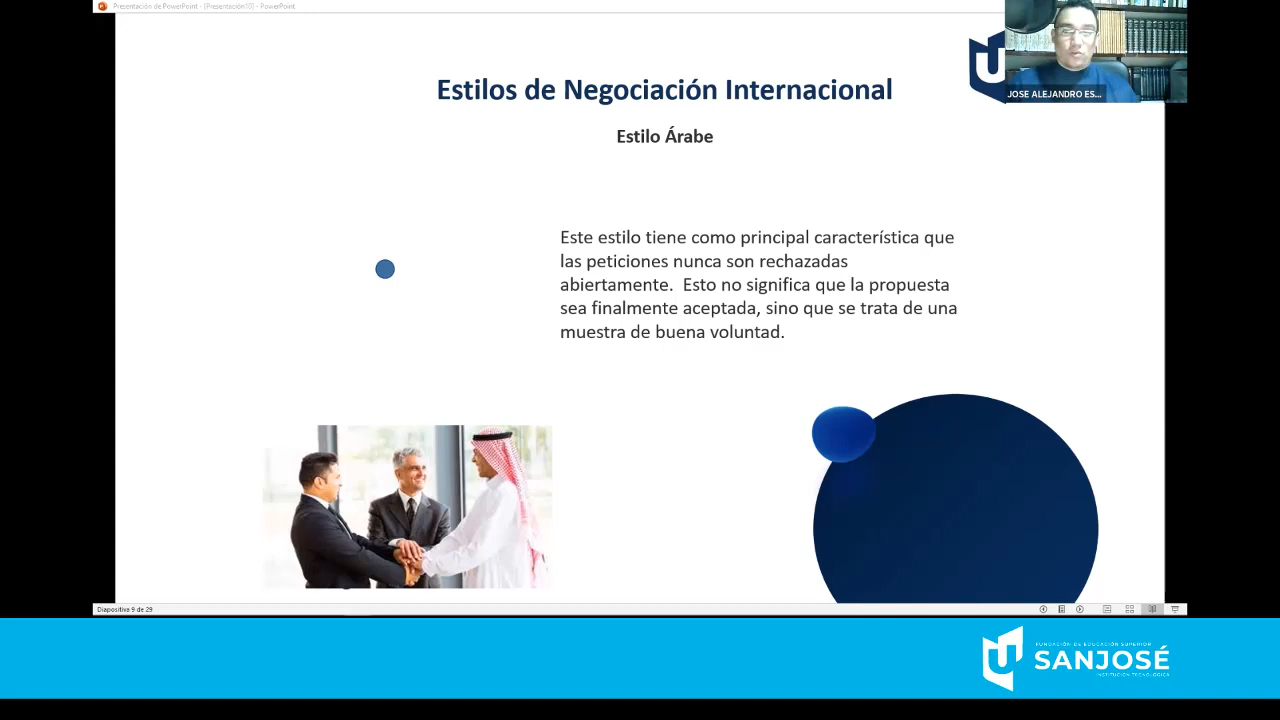 Presentación de PowerPoint - [Presentación10] - PowerPoint
JOSE ALEJANDRO ES...
Estilos de Negociación Internacional
Estilo Árabe
Este estilo tiene como principal característica que
las peticiones nunca son rechazadas
abiertamente.  Esto no significa que la propuesta
sea finalmente aceptada, sino que se trata de una
muestra de buena voluntad.
Diapositiva 9 de 29
FUNDACIÓN DE EDUCACIÓN SUPERIOR
SANJOSÉ
INSTITUCIÓN TECNOLÓGICA